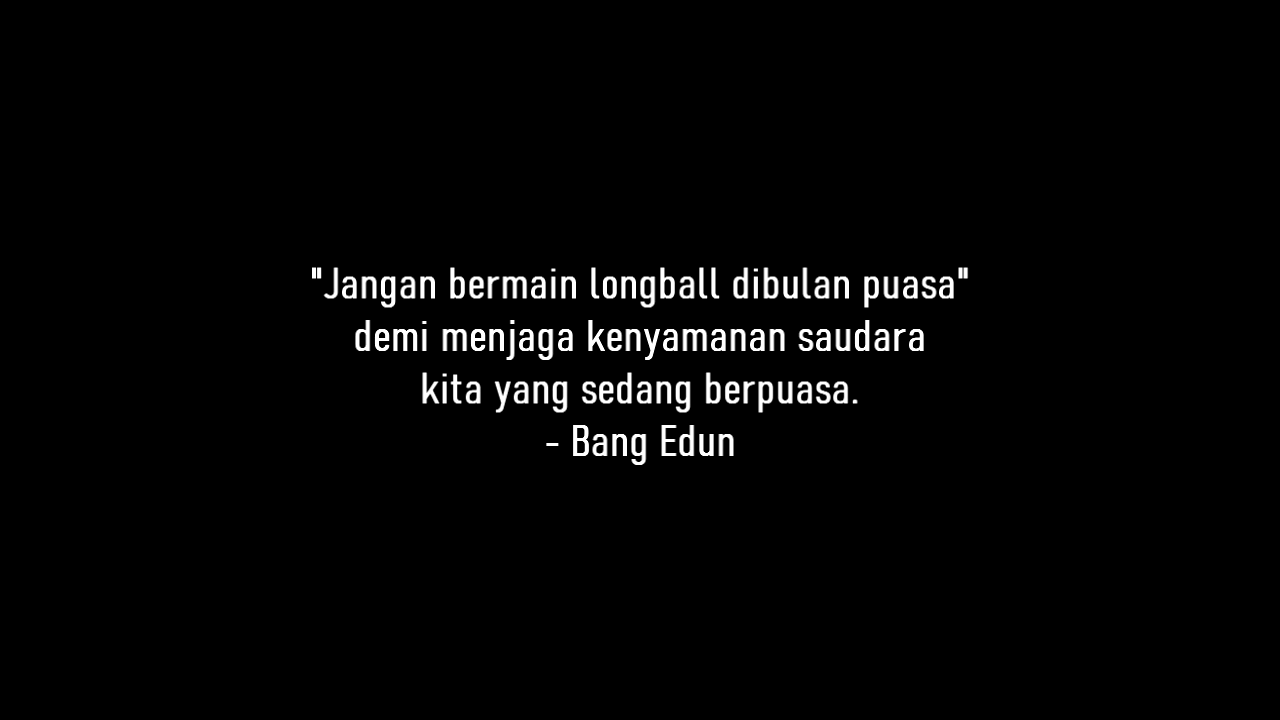 "Jangan bermain longball dibulan puasa"
demi menjaga kenyamanan saudara
kita yang sedang berpuasa.
- Bang Edun